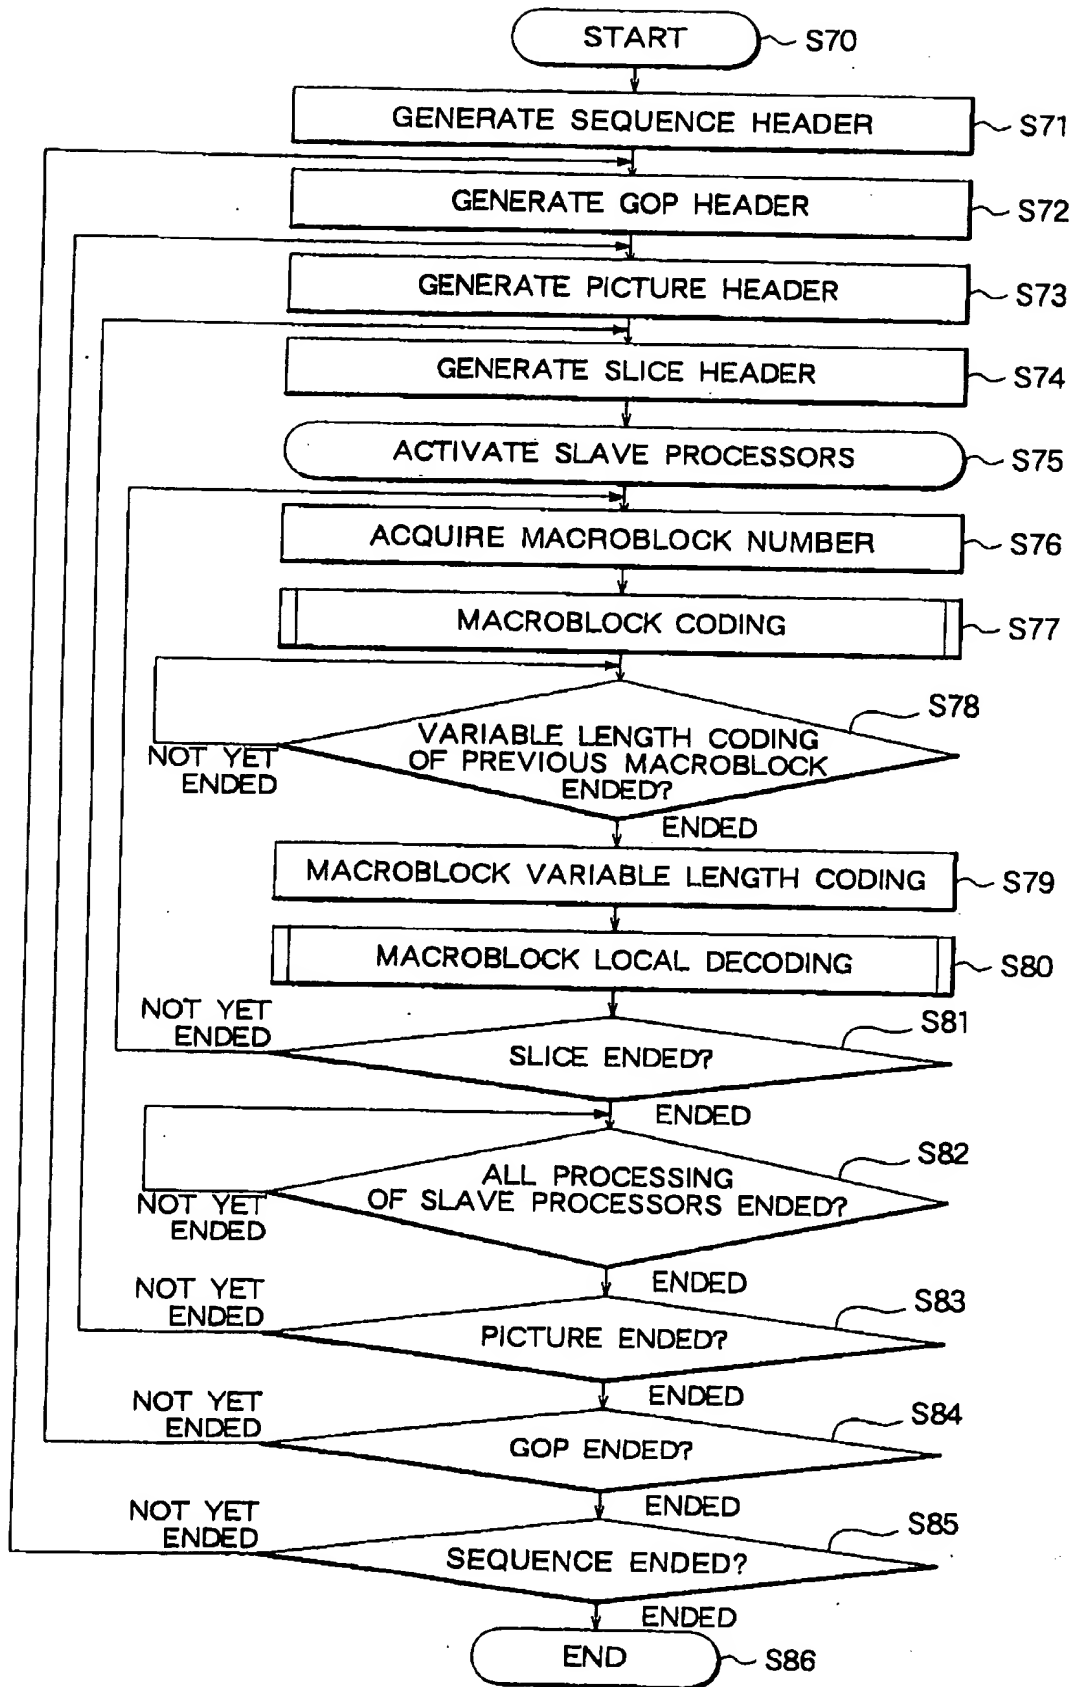 START
S70
GENERATE SEQUENCE HEADER
S71
GENERATE GOP HEADER
S72
GENERATE PICTURE HEADER
S73
GENERATE SLICE HEADER
S74
ACTIVATE SLAVE PROCESSORS
S75
ACQUIRE MACROBLOCK NUMBER
S76
MACROBLOCK CODING
S77
S78
VARIABLE LENGTH CODING
OF PREVIOUS MACROBLOCK
ENDED?
NOT YET
ENDED
ENDED
MACROBLOCK VARIABLE LENGTH CODING
S79
MACROBLOCK LOCAL DECODING
S80
NOT YET
ENDED
S81
SLICE ENDED?
ENDED
S82
ALL PROCESSING
OF SLAVE PROCESSORS ENDED?
NOT YET
ENDED
ENDED
NOT YET
ENDED
S83
PICTURE ENDED?
ENDED
NOT YET
ENDED
S84
GOP ENDED?
ENDED
NOT YET
ENDED
S85
SEQUENCE ENDED?
ENDED
END
S86